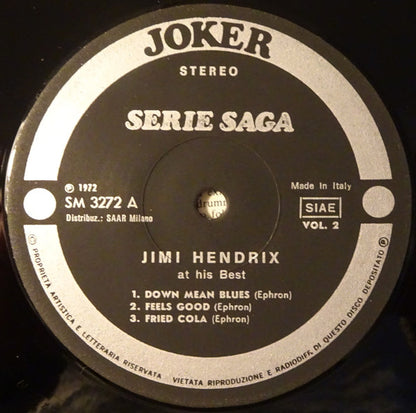 JOKER
STEREO
SERIE SAGA
℗ 1972
SM 3272 A
Distribuz.: SAAR Milano
drumm
Made in Italy
SIAE
VOL. 2
JIMI HENDRIX
at his Best
1. DOWN MEAN BLUES (Ephron)
2. FEELS GOOD (Ephron)
3. FRIED COLA (Ephron)
© PROPRIETA ARTISTICA E LETTERARIA RISERVATA - VIETATA RIPRODUZIONE E RADIODIFF. DI QUESTO DISCO DEPOSITATO ®